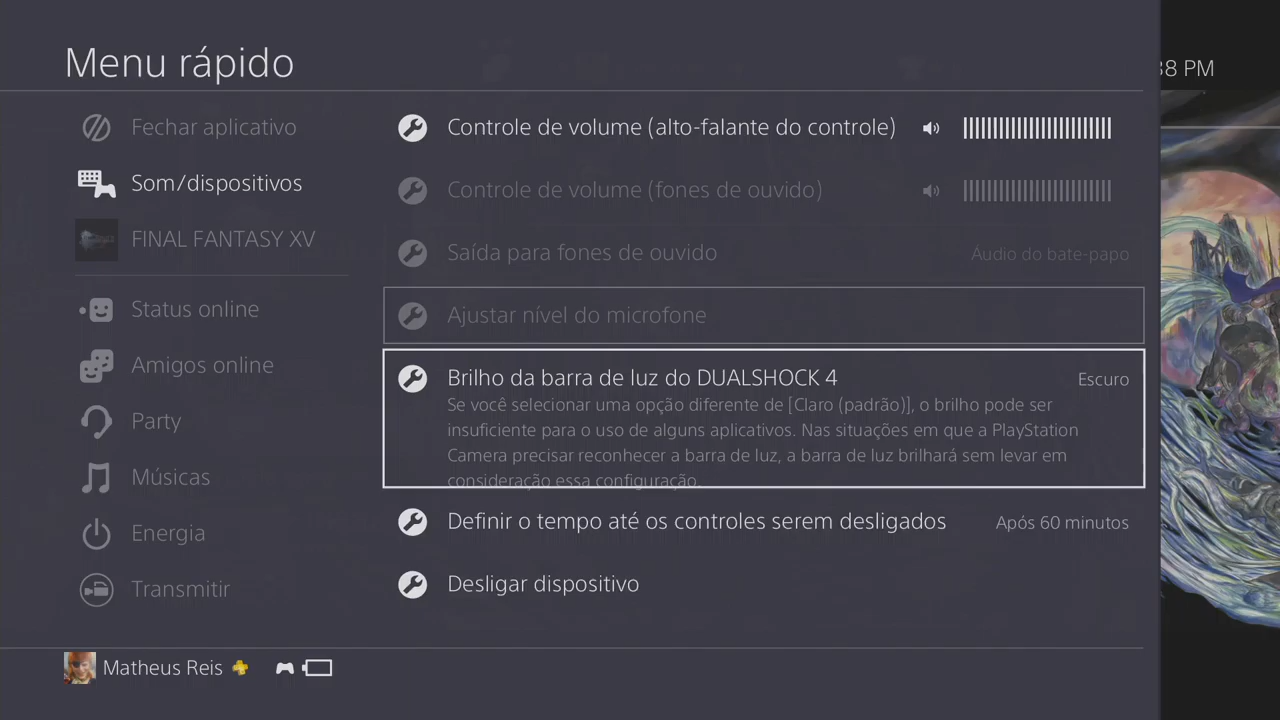 Menu rápido
38 PM
Fechar aplicativo
Som/dispositivos
FINAL FANTASY XV
Status online
Amigos online
Party
Músicas
Energia
Transmitir
Controle de volume (alto-falante do controle)
Controle de volume (fones de ouvido)
Saída para fones de ouvido Áudio do bate-papo
Ajustar nível do microfone
Brilho da barra de luz do DUALSHOCK 4 Escuro
Se você selecionar uma opção diferente de [Claro (padrão)], o brilho pode ser
insuficiente para o uso de alguns aplicativos. Nas situações em que a PlayStation
Camera precisar reconhecer a barra de luz, a barra de luz brilhará sem levar em
consideração essa configuração.
Definir o tempo até os controles serem desligados Após 60 minutos
Desligar dispositivo
Matheus Reis